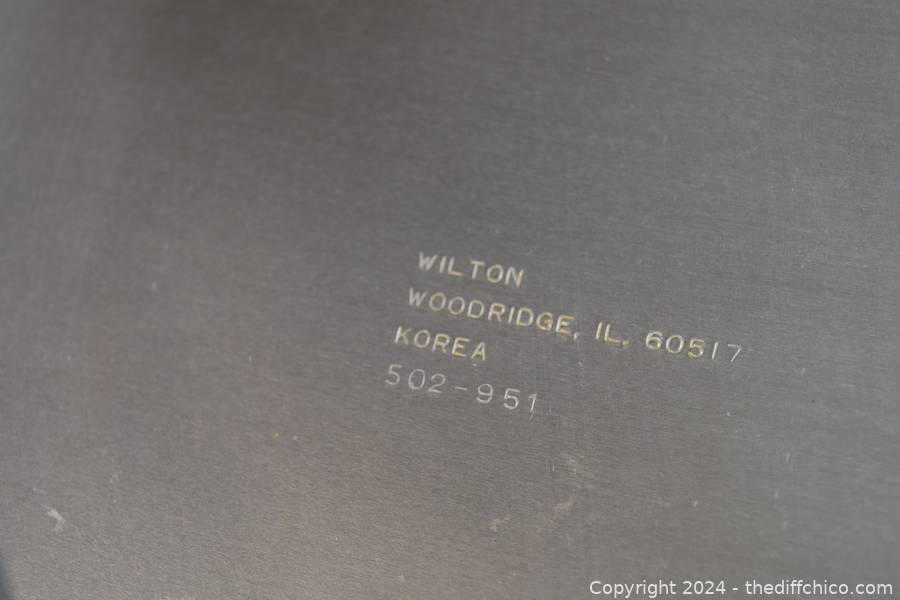 WILTON
WOODRIDGE, IL. 60517
KOREA
502-951
Copyright 2024 - thediffchico.com